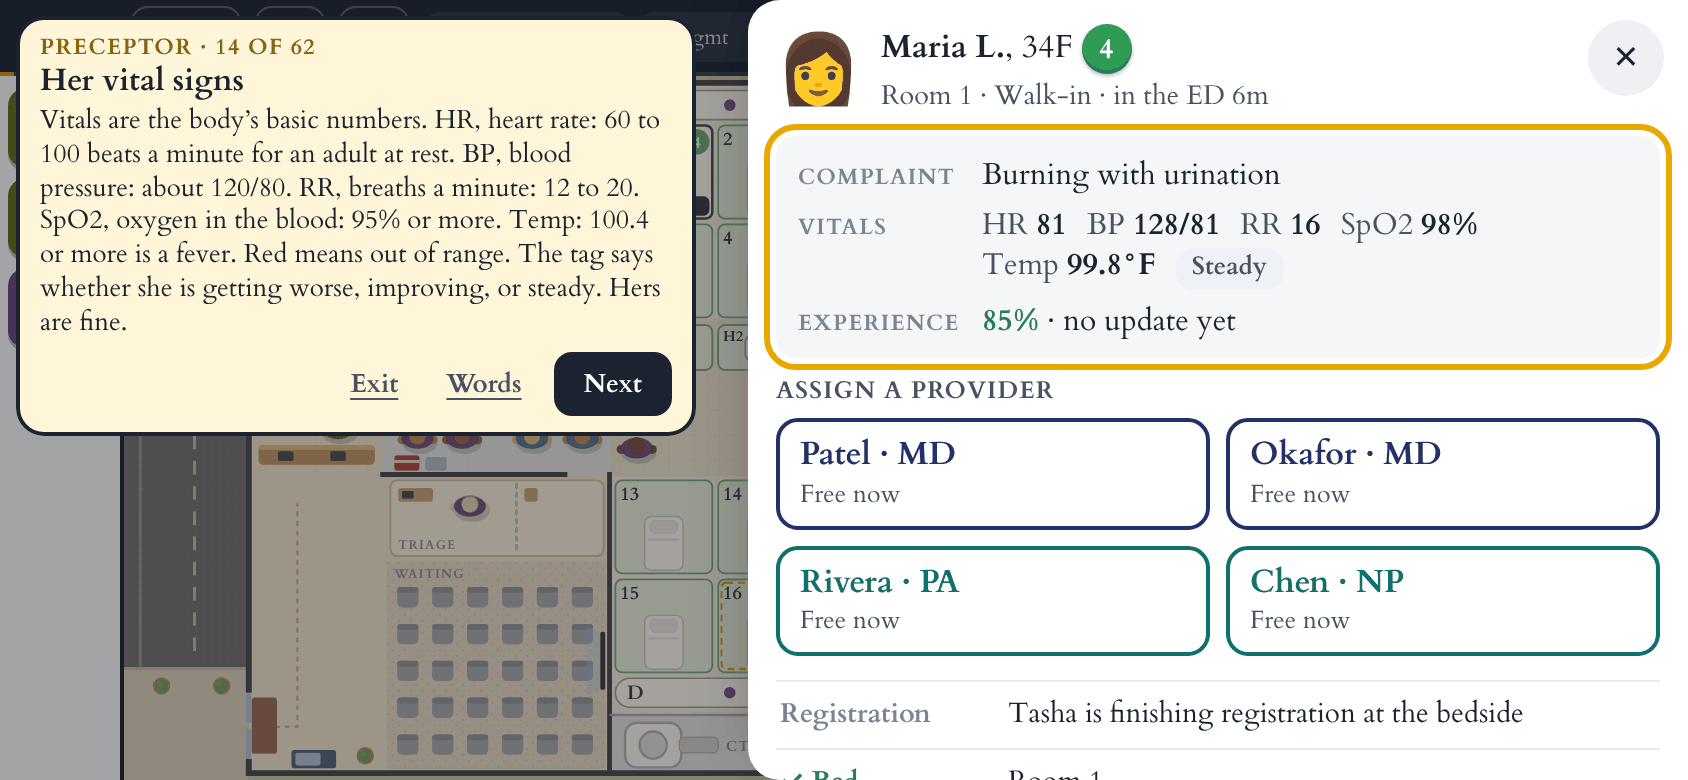 PRECEPTOR · 14 OF 62
Her vital signs
Vitals are the body’s basic numbers. HR, heart rate: 60 to
100 beats a minute for an adult at rest. BP, blood
pressure: about 120/80. RR, breaths a minute: 12 to 20.
SpO2, oxygen in the blood: 95% or more. Temp: 100.4
or more is a fever. Red means out of range. The tag says
whether she is getting worse, improving, or steady. Hers
are fine.
Exit
Words
Next
gmt
2
4
H2
13
14
TRIAGE
WAITING
15
16
D
CT
Maria L., 34F 4
Room 1 · Walk-in · in the ED 6m
×
COMPLAINT Burning with urination
VITALS HR 81 BP 128/81 RR 16 SpO2 98%
Temp 99.8°F Steady
EXPERIENCE 85% · no update yet
ASSIGN A PROVIDER
Patel · MD
Free now
Okafor · MD
Free now
Rivera · PA
Free now
Chen · NP
Free now
Registration Tasha is finishing registration at the bedside
✓ Bed Room 1